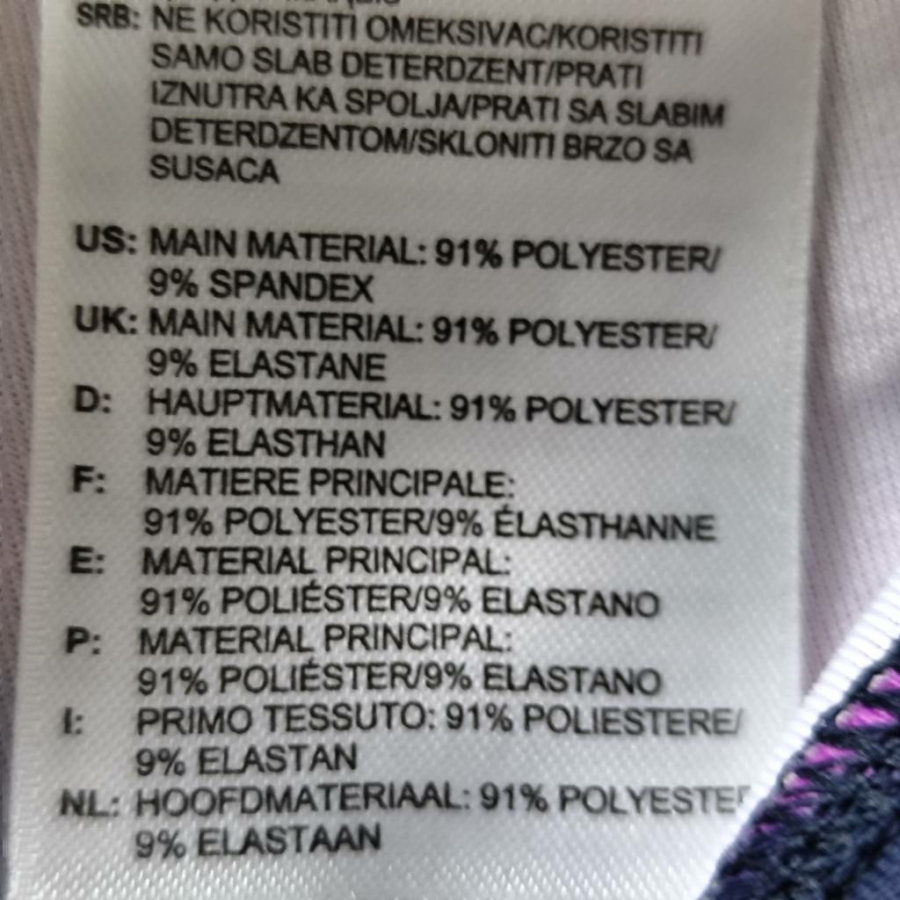 SRB: NE KORISTITI OMEKSIVAC/KORISTITI
SAMO SLAB DETERDZENT/PRATI
IZNUTRA KA SPOLJA/PRATI SA SLABIM
DETERDZENTOM/SKLONITI BRZO SA
SUSACA
US: MAIN MATERIAL: 91% POLYESTER/
9% SPANDEX
UK: MAIN MATERIAL: 91% POLYESTER/
9% ELASTANE
D: HAUPTMATERIAL: 91% POLYESTER/
9% ELASTHAN
F: MATIERE PRINCIPALE:
91% POLYESTER/9% ÉLASTHANNE
E: MATERIAL PRINCIPAL:
91% POLIÉSTER/9% ELASTANO
P: MATERIAL PRINCIPAL:
91% POLIÉSTER/9% ELASTANO
I: PRIMO TESSUTO: 91% POLIESTERE/
9% ELASTAN
NL: HOOFDMATERIAAL: 91% POLYESTER
9% ELASTAAN